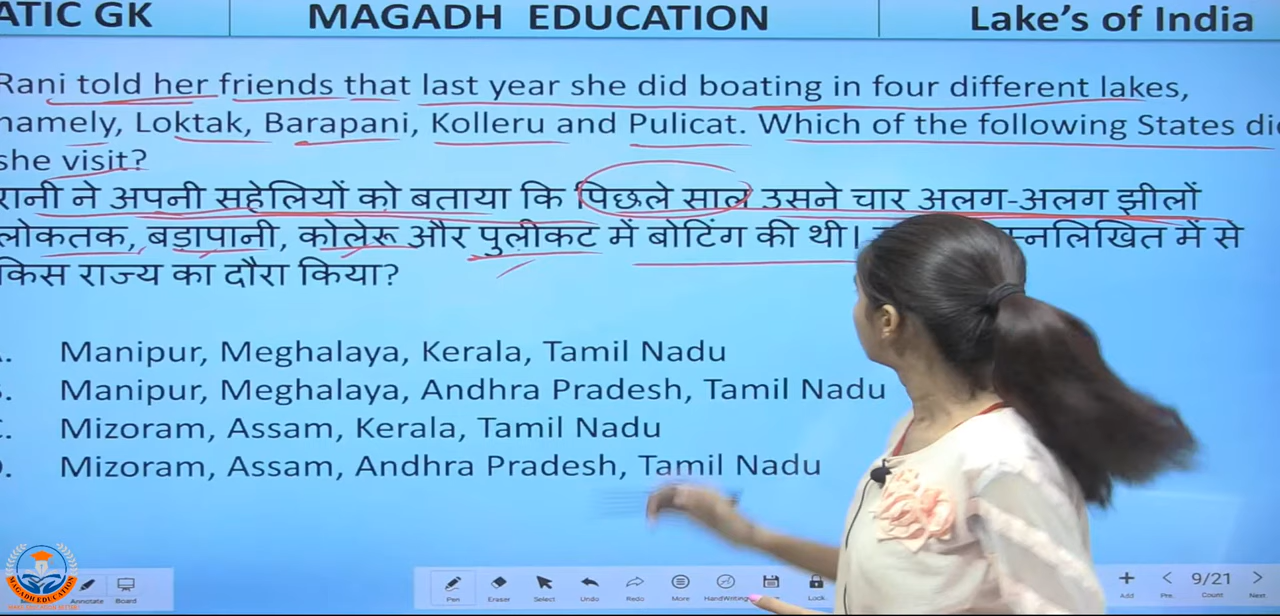 ATIC GK MAGADH EDUCATION Lake's of India
Rani told her friends that last year she did boating in four different lakes,
namely, Loktak, Barapani, Kolleru and Pulicat. Which of the following States di
she visit?
रानी ने अपनी सहेलियों को बताया कि पिछले साल उसने चार अलग-अलग झीलों
लोकतक, बड़ापानी, कोलेरू और पुलीकट में बोटिंग की थी। म्नलिखित में से
किस राज्य का दौरा किया?
Manipur, Meghalaya, Kerala, Tamil Nadu
Manipur, Meghalaya, Andhra Pradesh, Tamil Nadu
Mizoram, Assam, Kerala, Tamil Nadu
Mizoram, Assam, Andhra Pradesh, Tamil Nadu
MAGADH EDUCATION
Annotate Board
Pen Eraser Select Undo Redo More HandWriting Lock
Add Pre. 9/21 Count Next